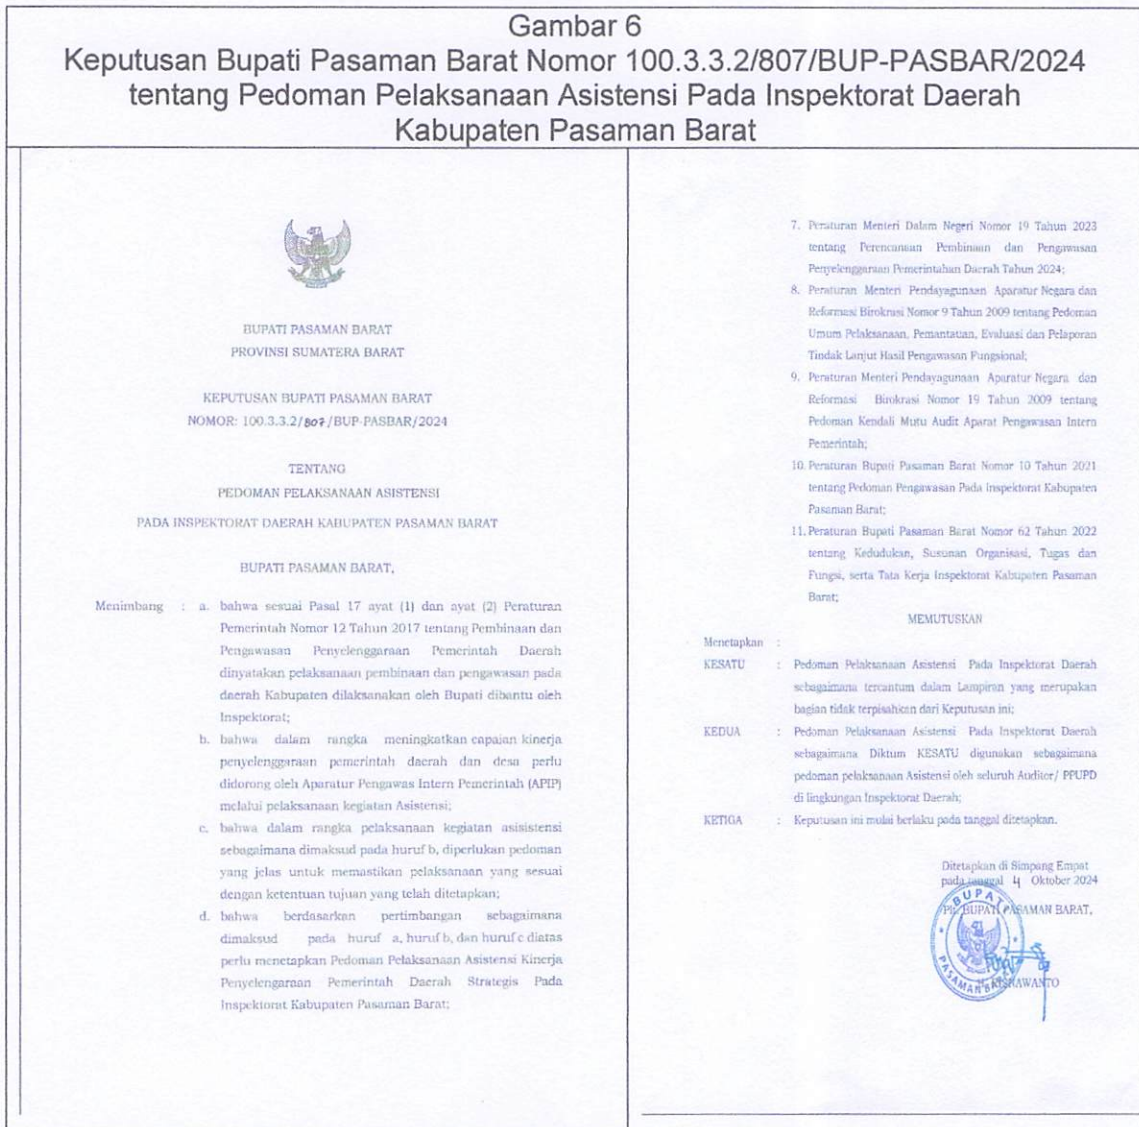 Gambar 6
Keputusan Bupati Pasaman Barat Nomor 100.3.3.2/807/BUP-PASBAR/2024
tentang Pedoman Pelaksanaan Asistensi Pada Inspektorat Daerah
Kabupaten Pasaman Barat
BUPATI PASAMAN BARAT
PROVINSI SUMATERA BARAT
KEPUTUSAN BUPATI PASAMAN BARAT
NOMOR: 100.3.3.2/807/BUP-PASBAR/2024
TENTANG
PEDOMAN PELAKSANAAN ASISTENSI
PADA INSPEKTORAT DAERAH KABUPATEN PASAMAN BARAT
BUPATI PASAMAN BARAT,
Menimbang : a. bahwa sesuai Pasal 17 ayat (1) dan ayat (2) Peraturan
Pemerintah Nomor 12 Tahun 2017 tentang Pembinaan dan
Pengawasan Penyelenggaraan Pemerintah Daerah
dinyatakan pelaksanaan pembinaan dan pengawasan pada
daerah Kabupaten dilaksanakan oleh Bupati dibantu oleh
Inspektorat;
b. bahwa dalam rangka meningkatkan capaian kinerja
penyelenggaraan pemerintah daerah dan desa perlu
didorong oleh Aparatur Pengawas Intern Pemerintah (APIP)
melalui pelaksanaan kegiatan Asistensi;
c. bahwa dalam rangka pelaksanaan kegiatan asisistensi
sebagaimana dimaksud pada huruf b, diperlukan pedoman
yang jelas untuk memastikan pelaksanaan yang sesuai
dengan ketentuan tujuan yang telah ditetapkan;
d. bahwa berdasarkan pertimbangan sebagaimana
dimaksud pada huruf a, huruf b, dan huruf c diatas
perlu menetapkan Pedoman Pelaksanaan Asistensi Kinerja
Penyelengaraan Pemerintah Daerah Strategis Pada
Inspektorat Kabupaten Pasaman Barat;
7. Peraturan Menteri Dalam Negeri Nomor 19 Tahun 2023
tentang Perencanaan Pembinaan dan Pengawasan
Penyelenggaraan Pemerintahan Daerah Tahun 2024;
8. Peraturan Menteri Pendayagunaan Aparatur Negara dan
Reformasi Birokrasi Nomor 9 Tahun 2009 tentang Pedoman
Umum Pelaksanaan, Pemantauan, Evaluasi dan Pelaporan
Tindak Lanjut Hasil Pengawasan Fungsional;
9. Peraturan Menteri Pendayagunaan Aparatur Negara dan
Reformasi Birokrasi Nomor 19 Tahun 2009 tentang
Pedoman Kendali Mutu Audit Aparat Pengawasan Intern
Pemerintah;
10. Peraturan Bupati Pasaman Barat Nomor 10 Tahun 2021
tentang Pedoman Pengawasan Pada Inspektorat Kabupaten
Pasaman Barat;
11. Peraturan Bupati Pasaman Barat Nomor 62 Tahun 2022
tentang Kedudukan, Susunan Organisasi, Tugas dan
Fungsi, serta Tata Kerja Inspektorat Kabupaten Pasaman
Barat;
MEMUTUSKAN
Menetapkan :
KESATU : Pedoman Pelaksanaan Asistensi Pada Inspektorat Daerah
sebagaimana tercantum dalam Lampiran yang merupakan
bagian tidak terpisahkan dari Keputusan ini;
KEDUA : Pedoman Pelaksanaan Asistensi Pada Inspektorat Daerah
sebagaimana Diktum KESATU digunakan sebagaimana
pedoman pelaksanaan Asistensi oleh seluruh Auditor/ PPUPD
di lingkungan Inspektorat Daerah;
KETIGA : Keputusan ini mulai berlaku pada tanggal ditetapkan.
Ditetapkan di Simpang Empat
pada tanggal 4 Oktober 2024
BUPATI PASAMAN BARAT,
BUPATI
PASAMAN BARAT